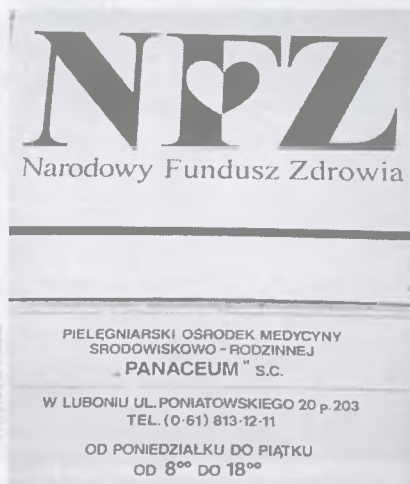 NFZ
Narodowy Fundusz Zdrowia
PIELĘGNIARSKI OŚRODEK MEDYCYNY
ŚRODOWISKOWO - RODZINNEJ
„PANACEUM" s.c.
W LUBONIU UL. PONIATOWSKIEGO 20 p. 203
TEL. (0-61) 813-12-11
OD PONIEDZIAŁKU DO PIĄTKU
OD 8⁰⁰ DO 18⁰⁰